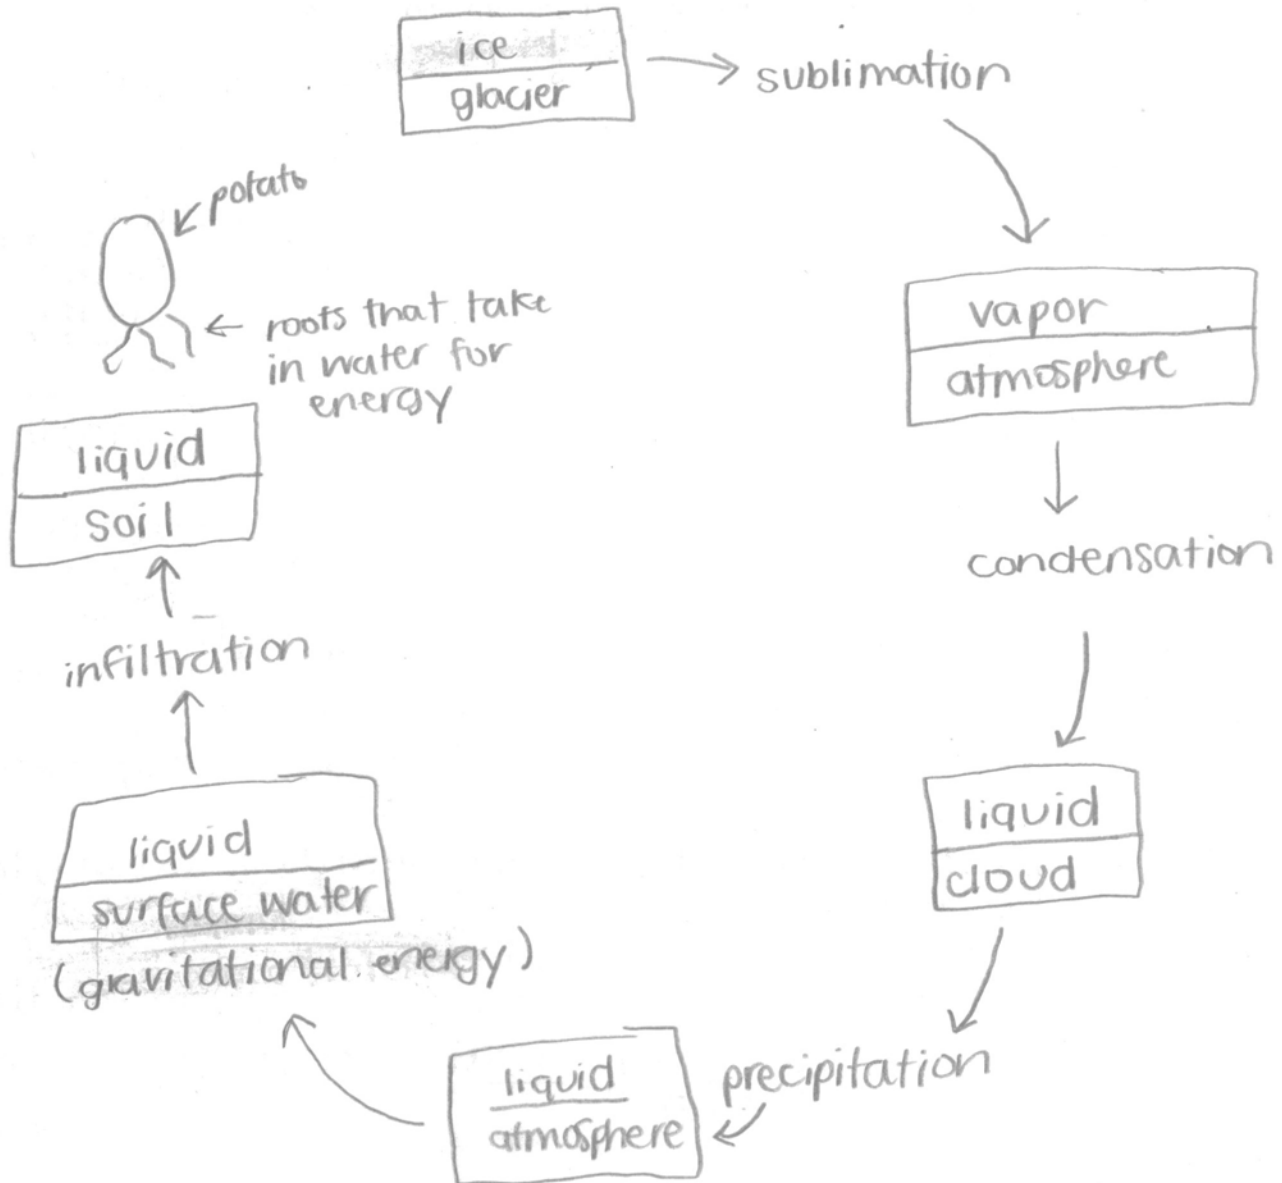 ice
glacier
sublimation
vapor
atmosphere
condensation
liquid
cloud
precipitation
liquid
atmosphere
liquid
surface water
(gravitational energy)
infiltration
liquid
soil
potato
roots that take
in water for
energy